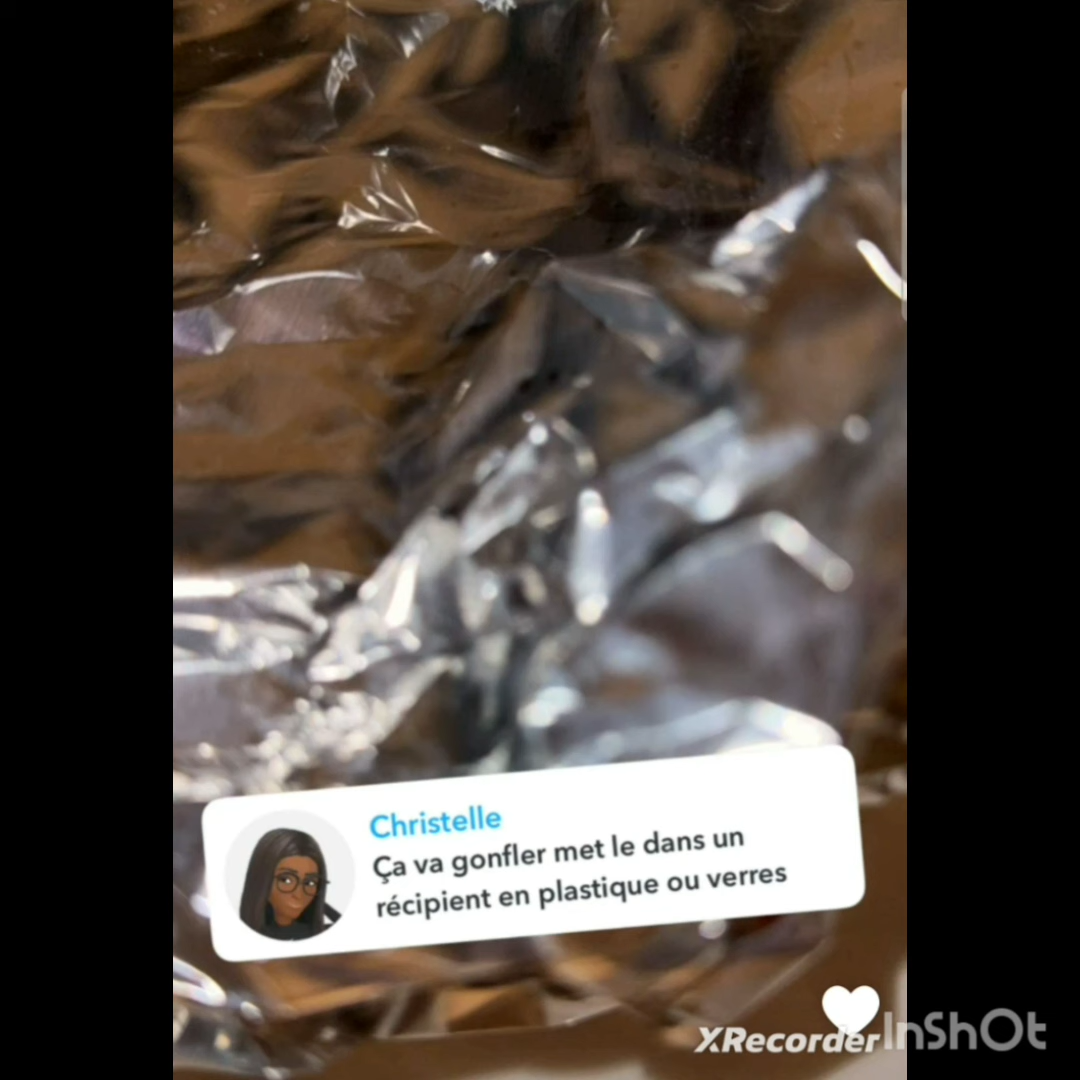 Christelle
Ça va gonfler met le dans un
récipient en plastique ou verres
XRecorder
InShOt